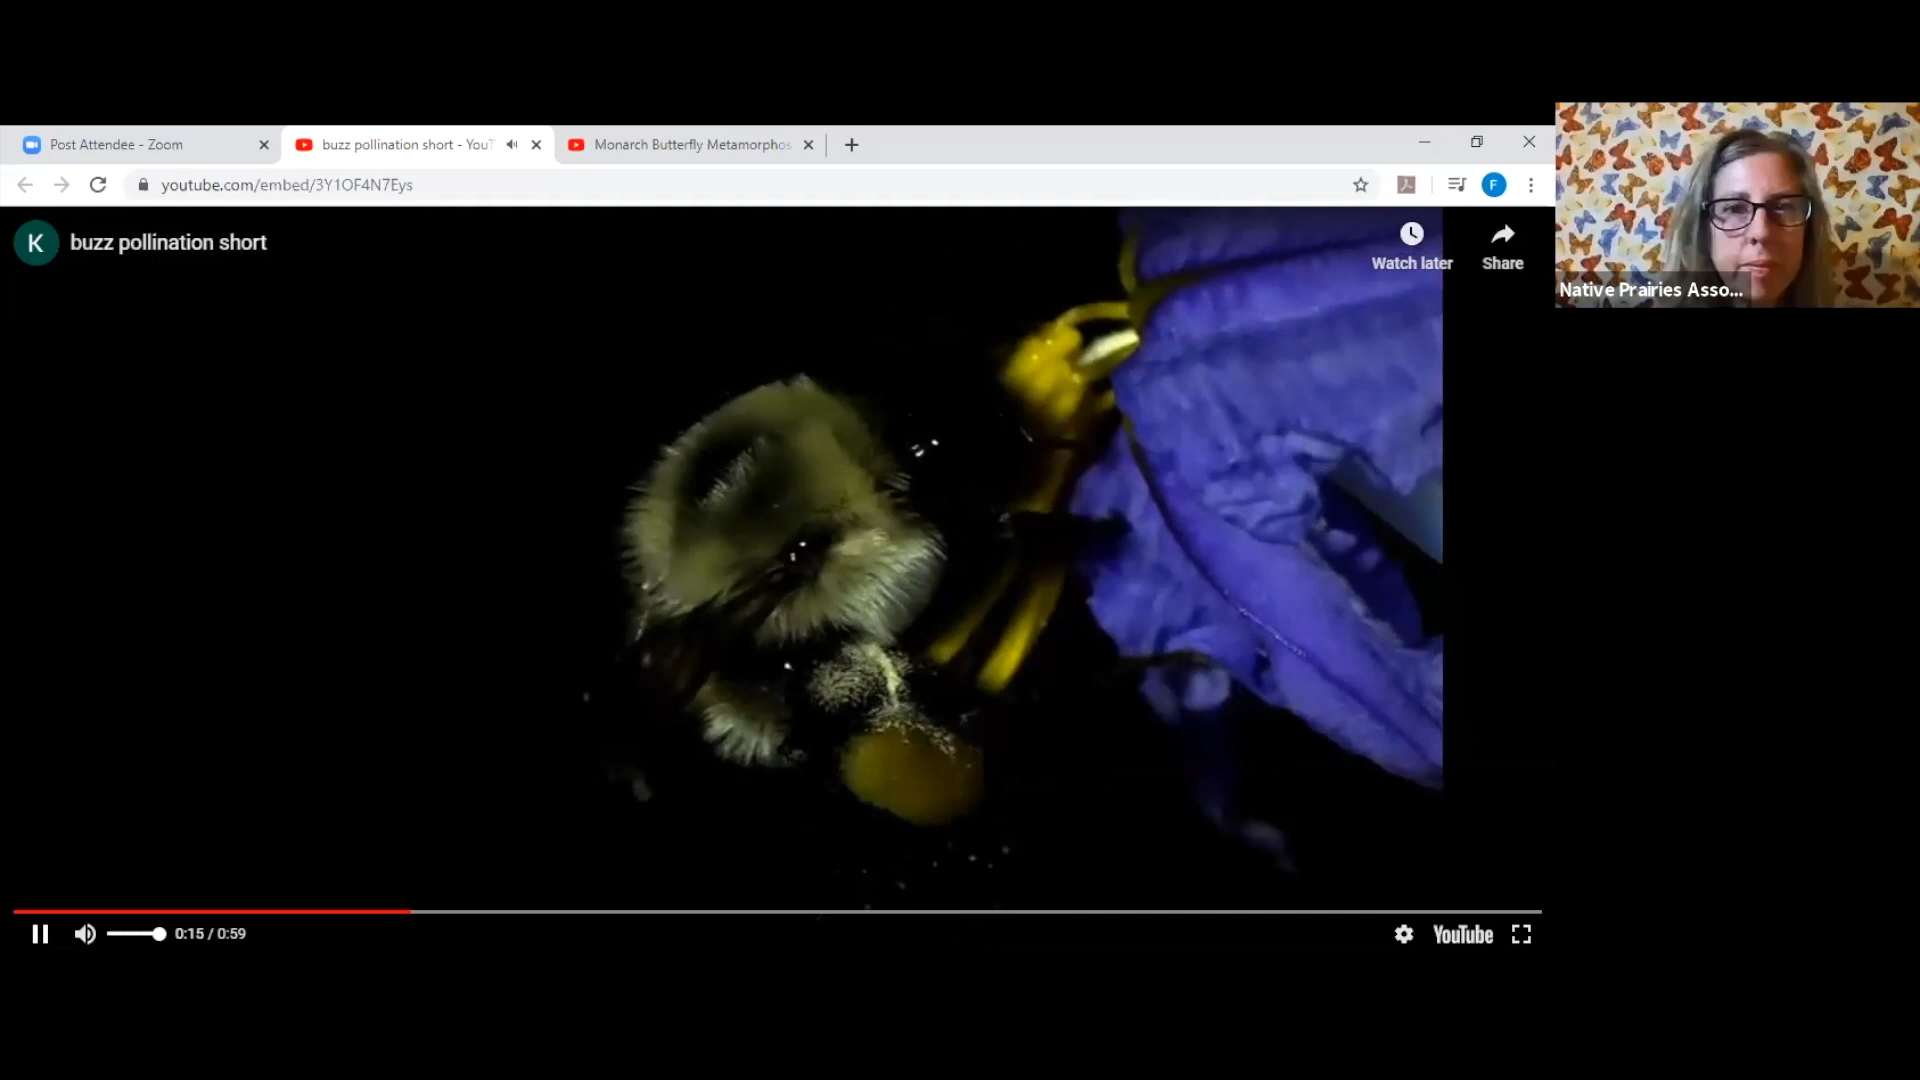 Post Attendee - Zoom
buzz pollination short - YouT
Monarch Butterfly Metamorphos
youtube.com/embed/3Y1OF4N7Eys
F
K
buzz pollination short
Watch later
Share
Native Prairies Asso...
0:15 / 0:59
YouTube